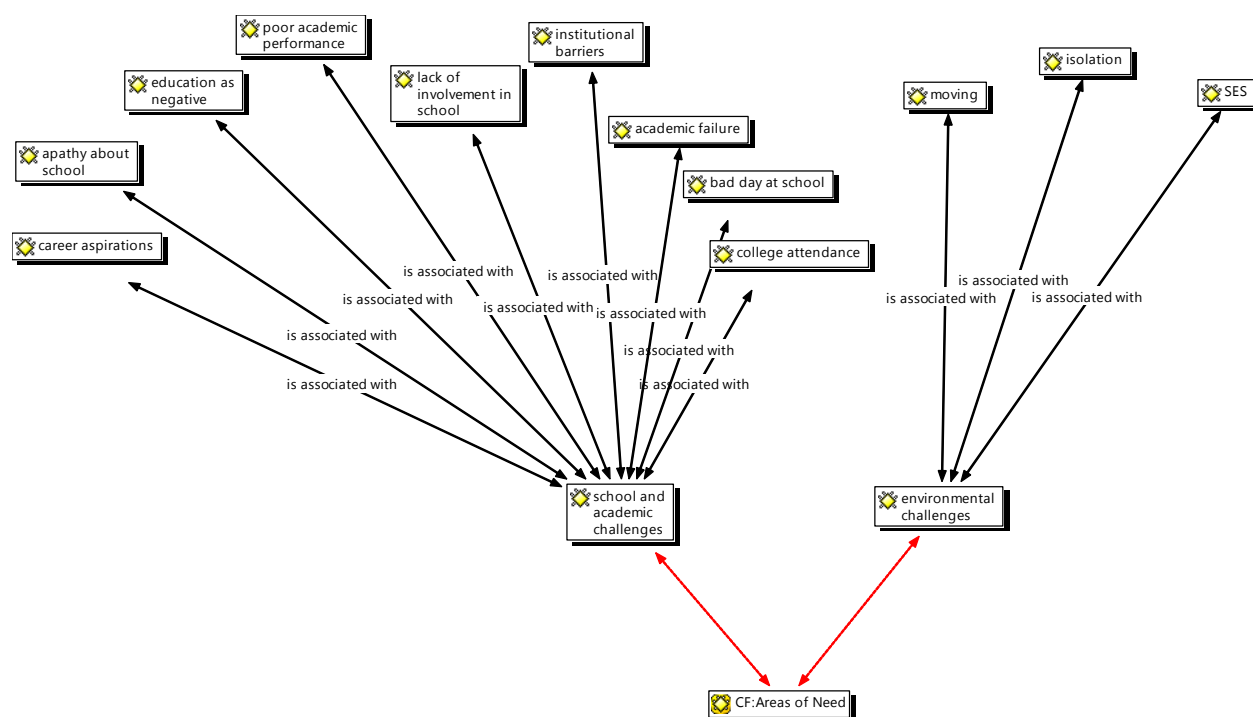 poor academic
performance
institutional
barriers
isolation
education as
negative
lack of
involvement in
school
moving
SES
academic failure
apathy about
school
bad day at school
career aspirations
college attendance
is associated with
is associated with
is associated with
is associated with
is associated with
is associated with
is associated with
is associated with
is associated with
is associated with
is associated with
is associated with
school and
academic
challenges
environmental
challenges
CF:Areas of Need